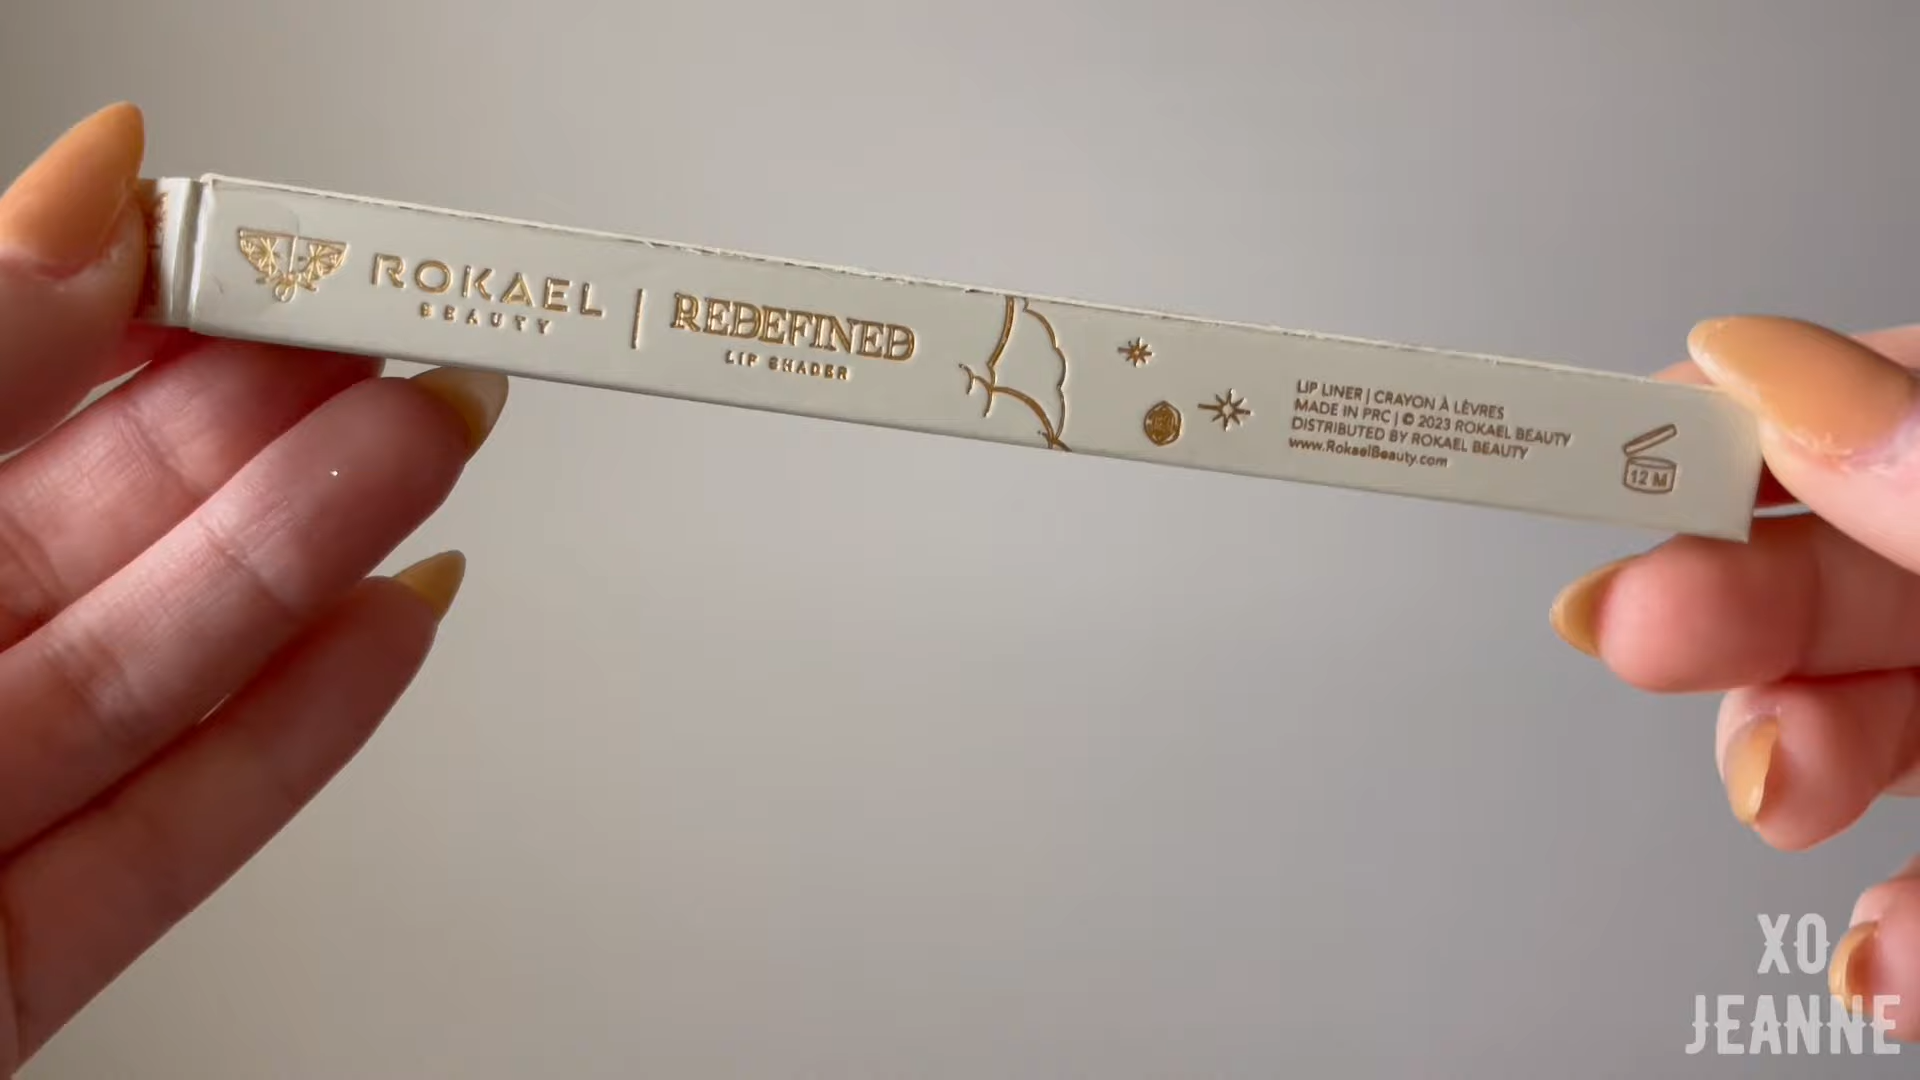 ROKAEL
BEAUTY
REDEFINED
LIP SHADER
LIP LINER | CRAYON À LÈVRES
MADE IN PRC | © 2023 ROKAEL BEAUTY
DISTRIBUTED BY ROKAEL BEAUTY
www.RokaelBeauty.com
12 M
XO
JEANNE